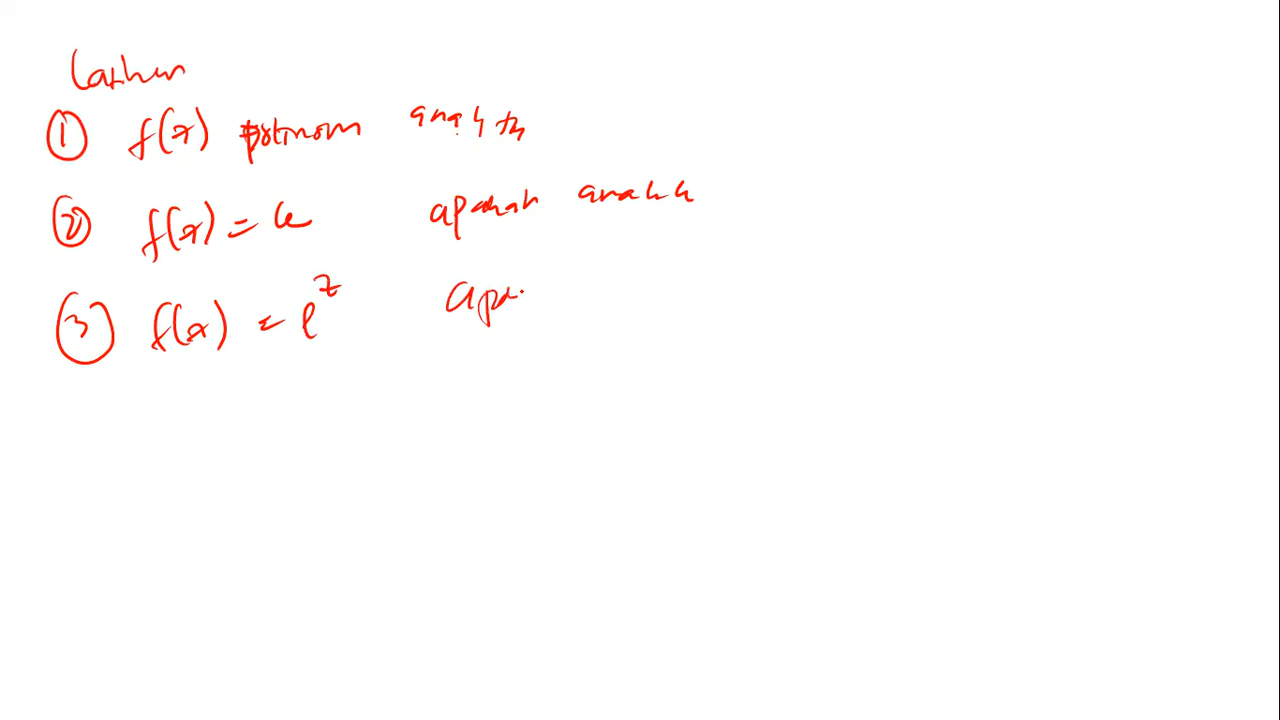 Latihan
① f(z) polinom analitik
② f(z) = k apakah analitik
③ f(z) = e^z apa